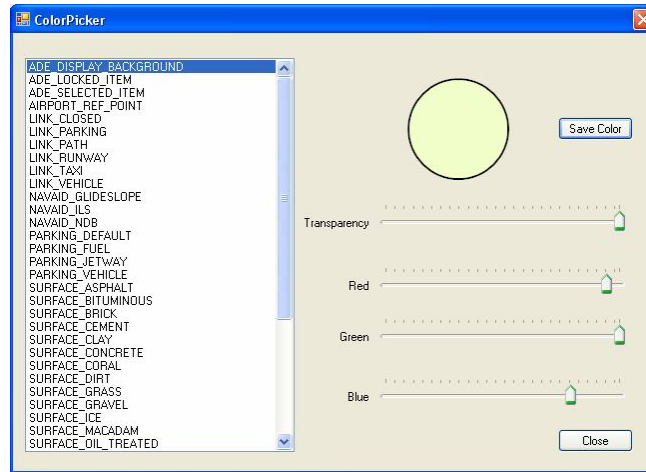 ColorPicker
ADE_DISPLAY_BACKGROUND
ADE_LOCKED_ITEM
ADE_SELECTED_ITEM
AIRPORT_REF_POINT
LINK_CLOSED
LINK_PARKING
LINK_PATH
LINK_RUNWAY
LINK_TAXI
LINK_VEHICLE
NAVAID_GLIDESLOPE
NAVAID_ILS
NAVAID_NDB
PARKING_DEFAULT
PARKING_FUEL
PARKING_JETWAY
PARKING_VEHICLE
SURFACE_ASPHALT
SURFACE_BITUMINOUS
SURFACE_BRICK
SURFACE_CEMENT
SURFACE_CLAY
SURFACE_CONCRETE
SURFACE_CORAL
SURFACE_DIRT
SURFACE_GRASS
SURFACE_GRAVEL
SURFACE_ICE
SURFACE_MACADAM
SURFACE_OIL_TREATED
Save Color
Transparency
Red
Green
Blue
Close